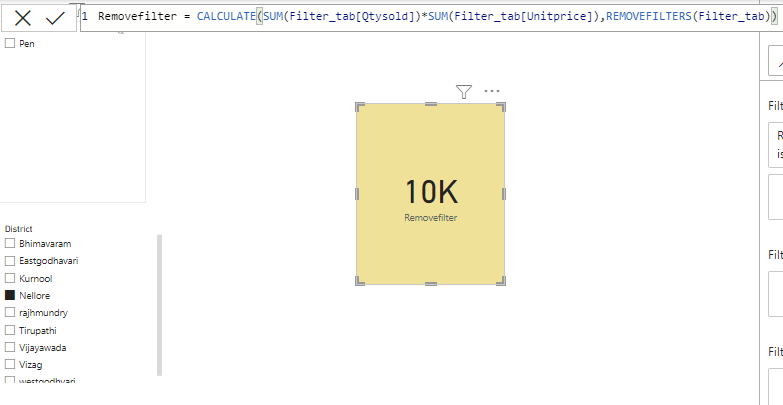 1 Removefilter = CALCULATE(SUM(Filter_tab[Qtysold])*SUM(Filter_tab[Unitprice]),REMOVEFILTERS(Filter_tab))
Pen
10K
Removefilter
District
Bhimavaram
Eastgodhavari
Kurnool
Nellore
rajhmundry
Tirupathi
Vijayawada
Vizag
westgodhvari
Filt
R
is
Filt
Filt